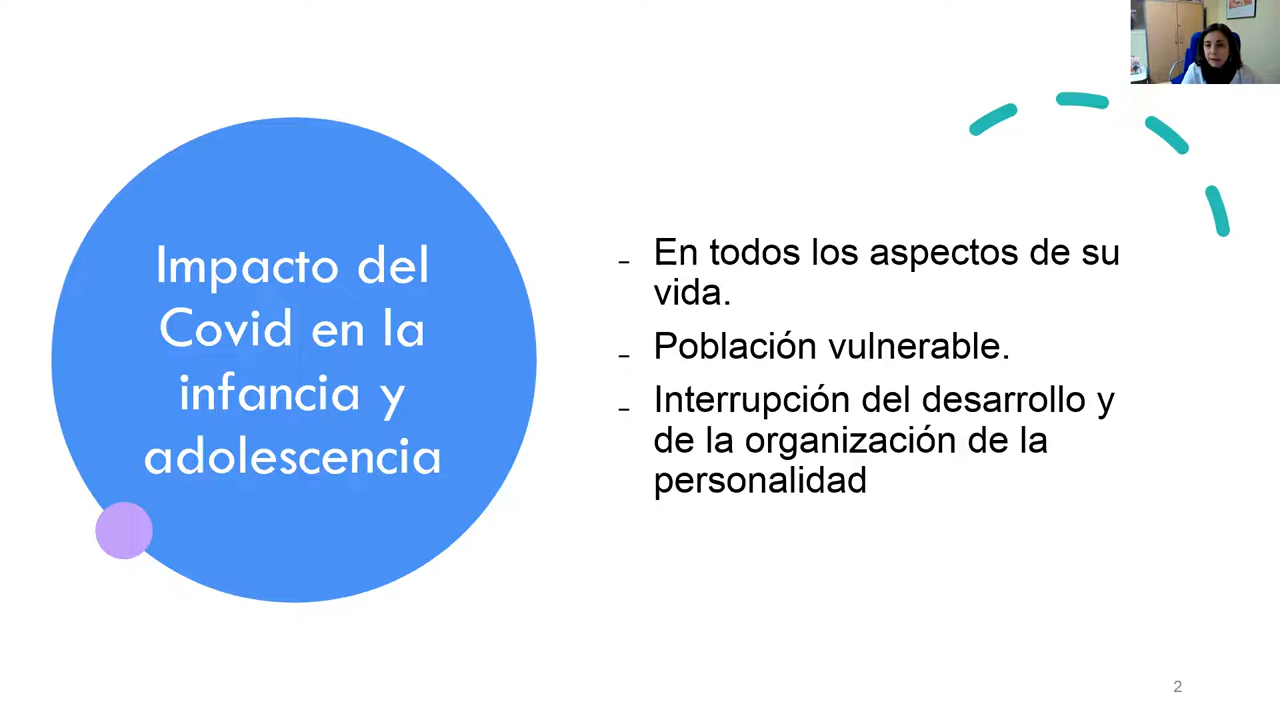 Impacto del
Covid en la
infancia y
adolescencia
- En todos los aspectos de su
vida.
- Población vulnerable.
- Interrupción del desarrollo y
de la organización de la
personalidad
2